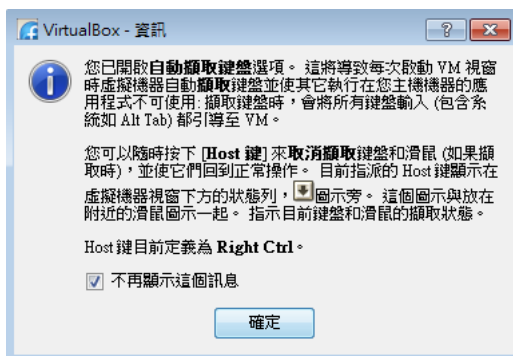 VirtualBox - 資訊
您已開啟自動擷取鍵盤選項。這將導致每次啟動 VM 視窗
時虛擬機器自動擷取鍵盤並使其它執行在您主機機器的應
用程式不可使用: 擷取鍵盤時，會將所有鍵盤輸入 (包含系
統如 Alt Tab) 都引導至 VM。
您可以隨時按下 [Host 鍵] 來取消擷取鍵盤和滑鼠 (如果擷
取時)，並使它們回到正常操作。目前指派的 Host鍵顯示在
虛擬機器視窗下方的狀態列，圖示旁。這個圖示與放在
附近的滑鼠圖示一起。指示目前鍵盤和滑鼠的擷取狀態。
Host 鍵目前定義為 Right Ctrl。
不再顯示這個訊息
確定